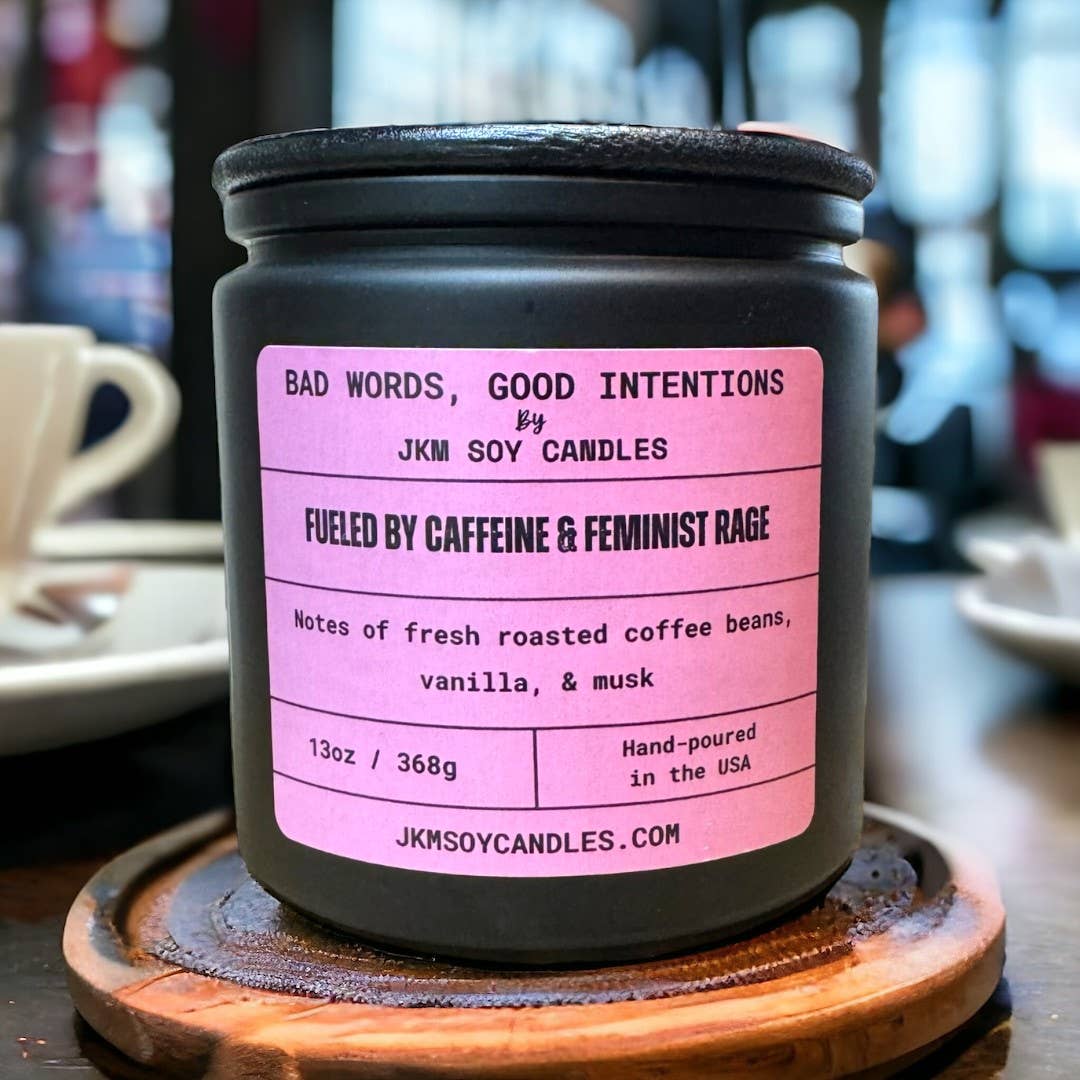 BAD WORDS, GOOD INTENTIONS
By
JKM SOY CANDLES
FUELED BY CAFFEINE & FEMINIST RAGE
Notes of fresh roasted coffee beans,
vanilla, & musk
13oz / 368g
Hand-poured
in the USA
JKMSOYCANDLES.COM